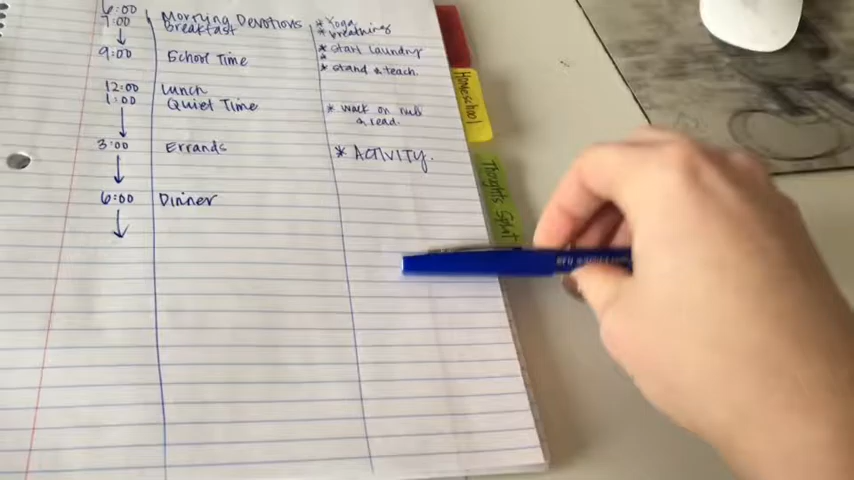 6:00
7:00 Morning Devotions * Yoga
breakfast * breathing
* start laundry
9:00 School Time *
* stand & teach.
12:00 Lunch
1:00 Quiet Time * walk on
& read.
3:00 Errands * ACTIVITY.
6:00 Dinner
Homeschool
Thoughts